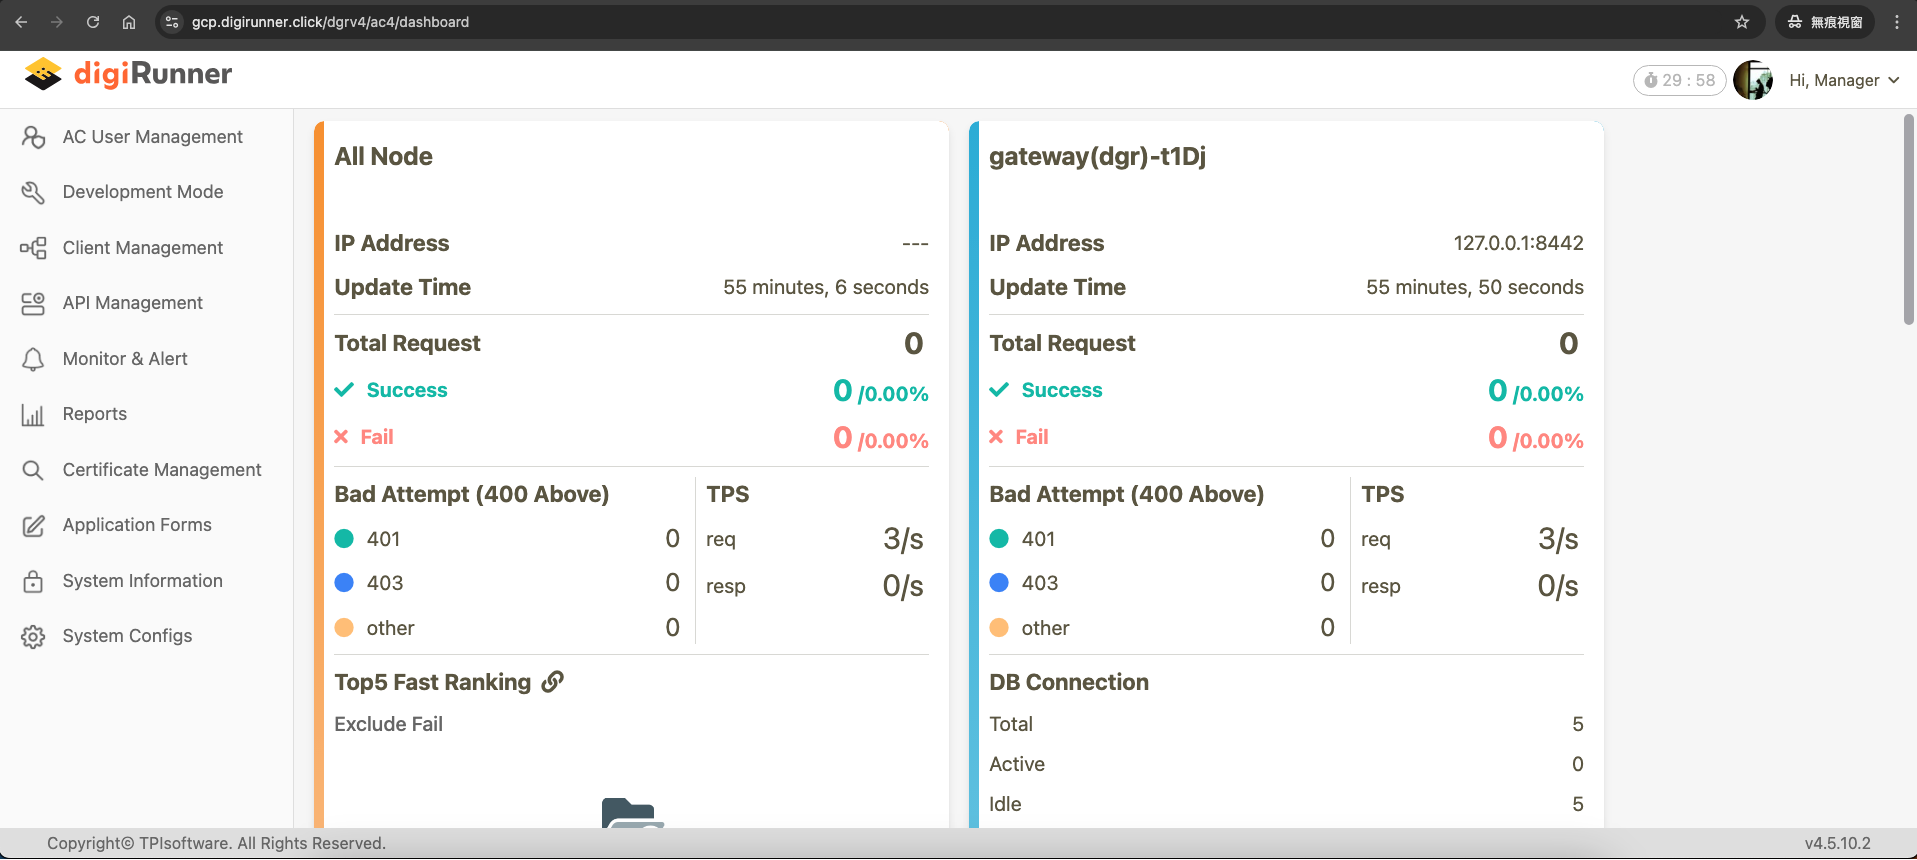 gcp.digirunner.click/dgrv4/ac4/dashboard
無痕視窗
digiRunner
29 : 58
Hi, Manager
AC User Management
Development Mode
Client Management
API Management
Monitor & Alert
Reports
Certificate Management
Application Forms
System Information
System Configs
All Node
IP Address ---
Update Time 55 minutes, 6 seconds
Total Request 0
Success 0 /0.00%
Fail 0 /0.00%
Bad Attempt (400 Above)
401 0
403 0
other 0
TPS
req 3/s
resp 0/s
Top5 Fast Ranking
Exclude Fail
gateway(dgr)-t1Dj
IP Address 127.0.0.1:8442
Update Time 55 minutes, 50 seconds
Total Request 0
Success 0 /0.00%
Fail 0 /0.00%
Bad Attempt (400 Above)
401 0
403 0
other 0
TPS
req 3/s
resp 0/s
DB Connection
Total 5
Active 0
Idle 5
Copyright© TPIsoftware. All Rights Reserved.
v4.5.10.2